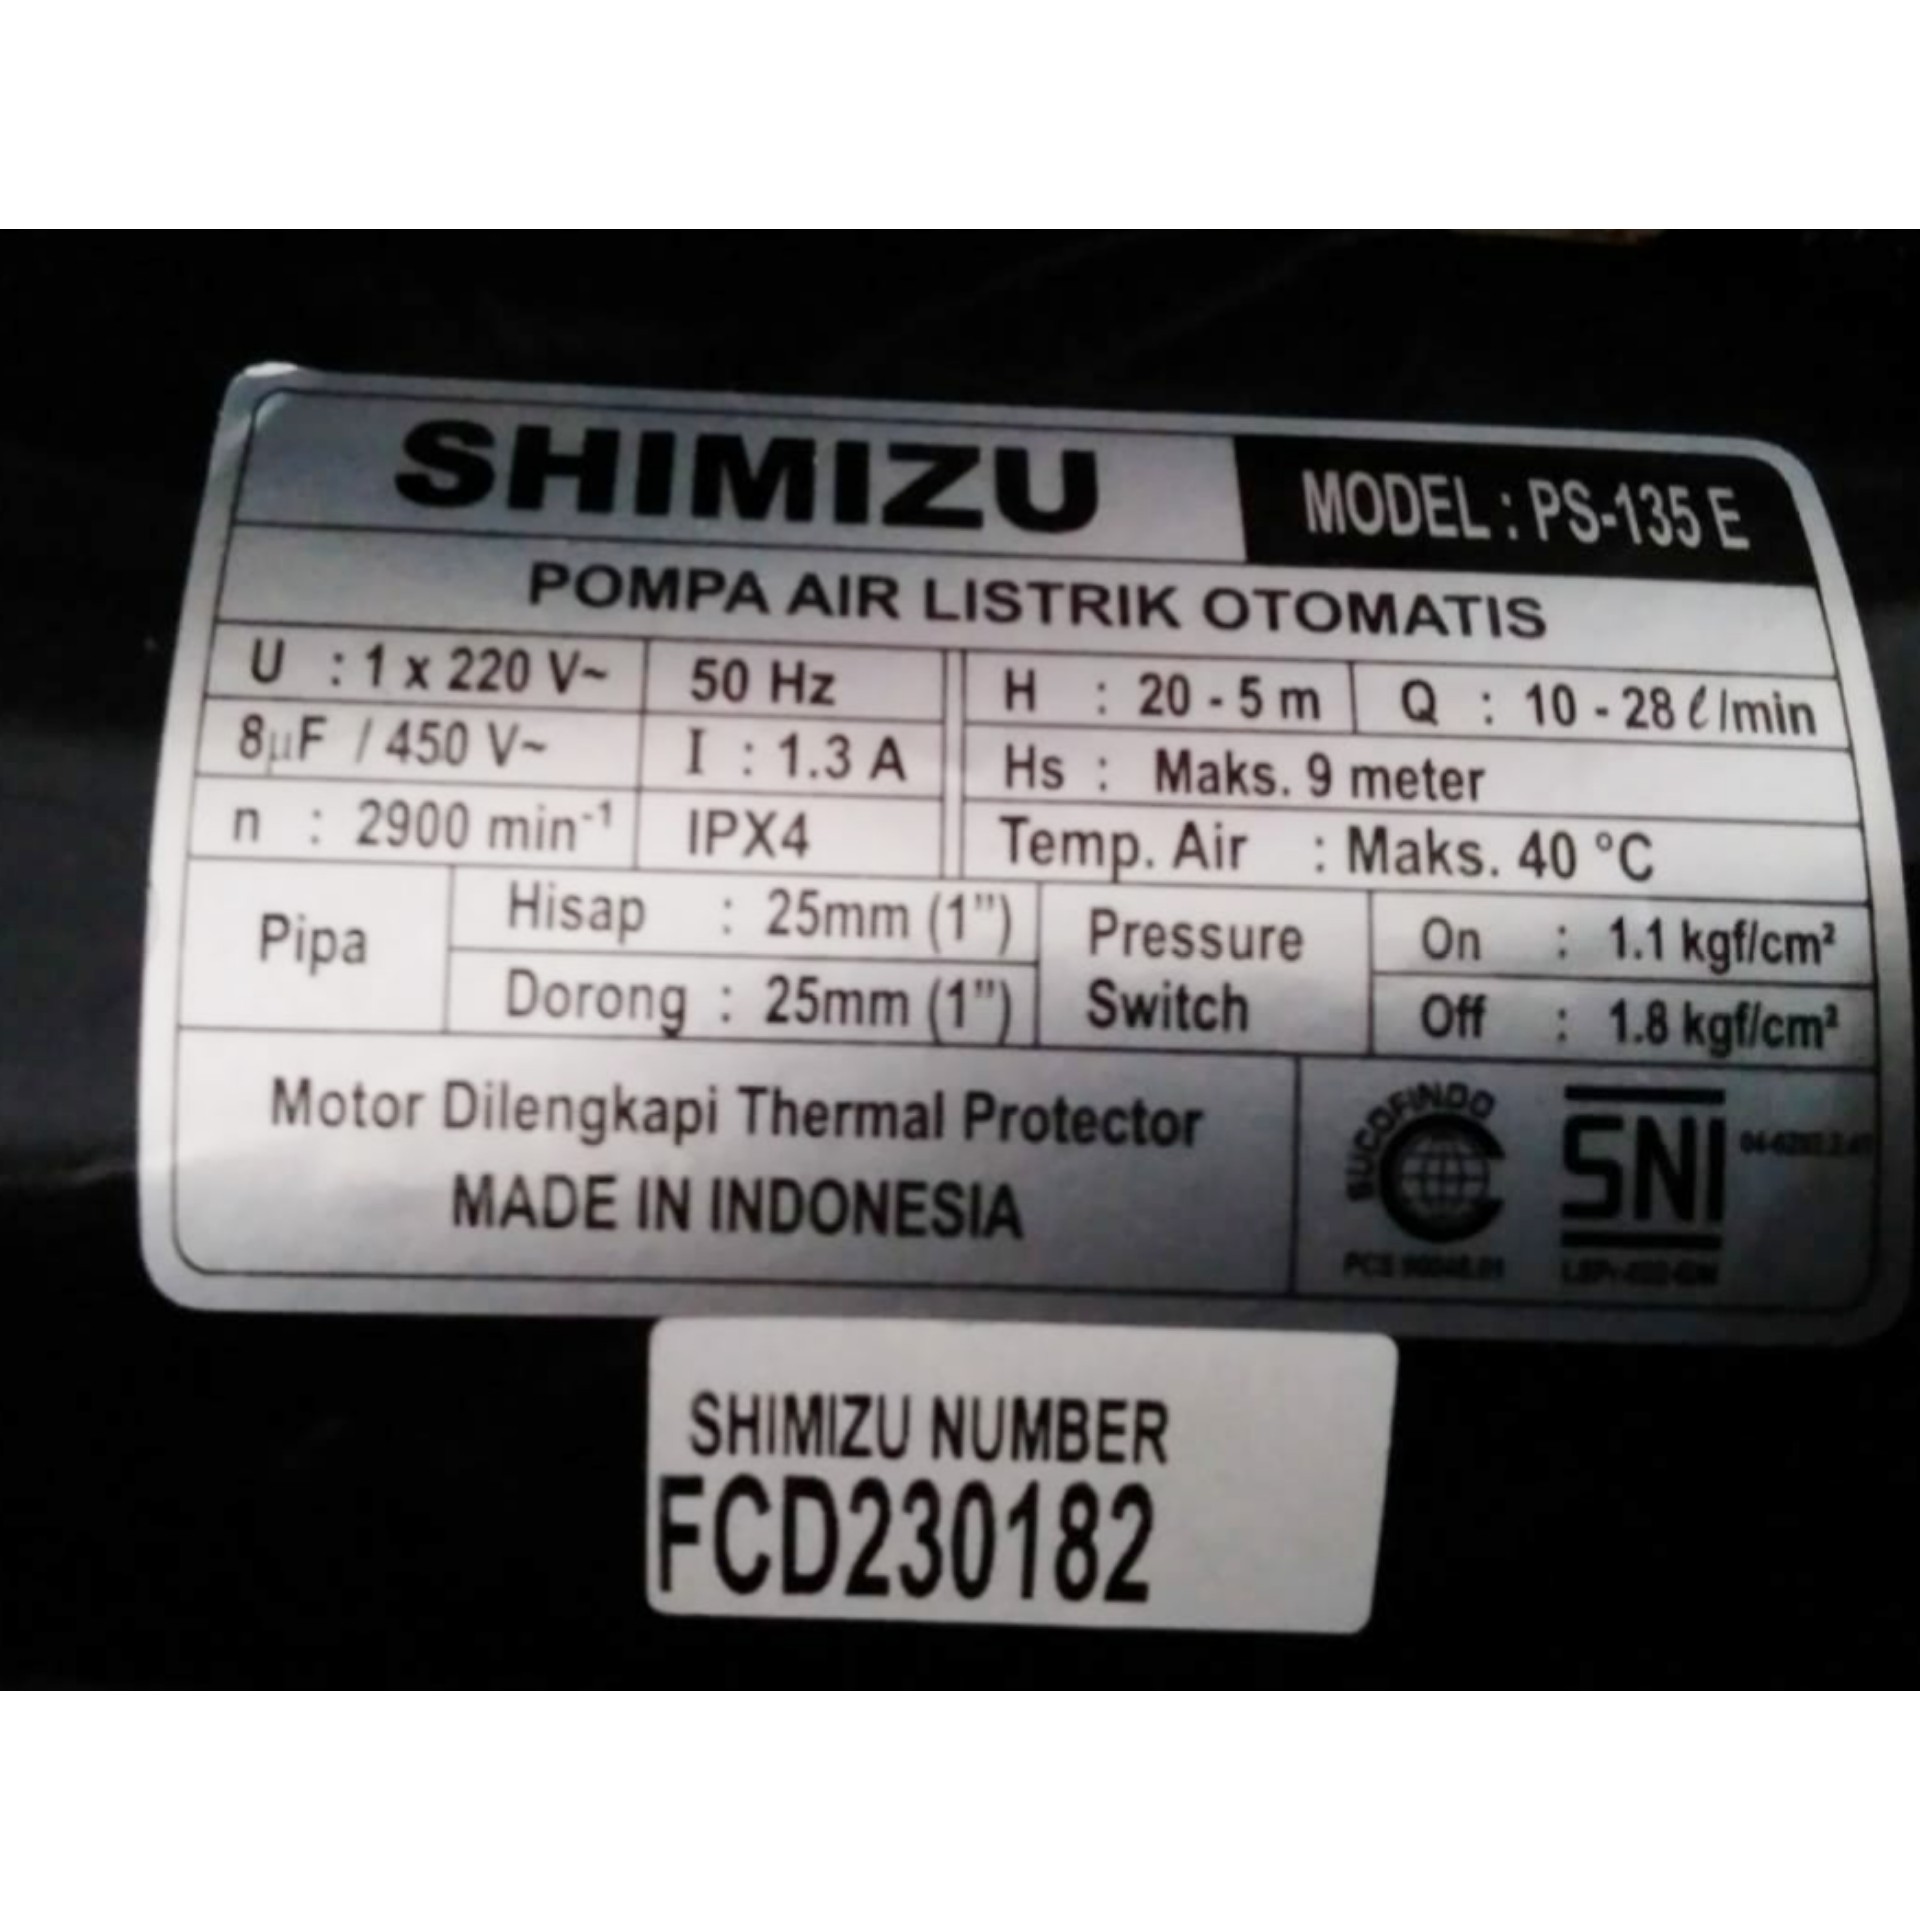 SHIMIZU MODEL : PS-135 E
POMPA AIR LISTRIK OTOMATIS
U : 1 x 220 V~ 50 Hz H : 20 - 5 m Q : 10 - 28 ℓ/min
8µF / 450 V~ I : 1.3 A Hs : Maks. 9 meter
n : 2900 min⁻¹ IPX4 Temp. Air : Maks. 40 °C
Pipa Hisap : 25mm (1") Pressure Switch On : 1.1 kgf/cm²
Dorong : 25mm (1") Off : 1.8 kgf/cm²
Motor Dilengkapi Thermal Protector
MADE IN INDONESIA
SUCOFINDO
SNI
SHIMIZU NUMBER
FCD230182